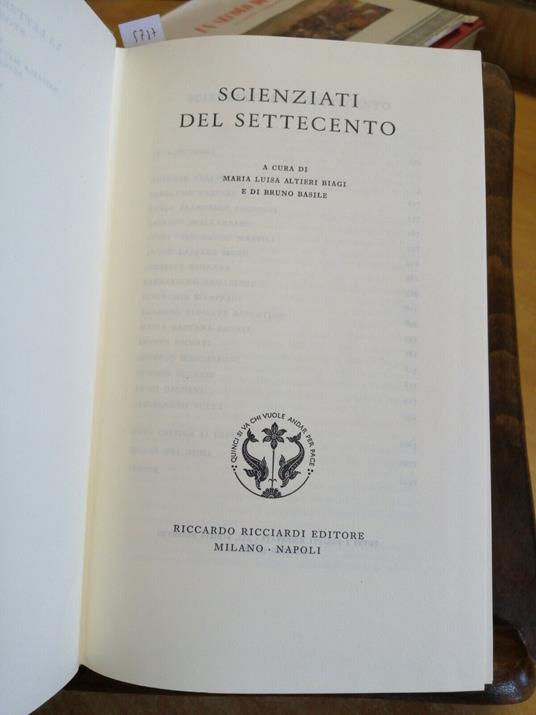 5727
SCIENZIATI
DEL SETTECENTO
A CURA DI
MARIA LUISA ALTIERI BIAGI
E DI BRUNO BASILE
QUINCI SI VA CHI VUOLE ANDAR PER PACE
RICCARDO RICCIARDI EDITORE
MILANO · NAPOLI